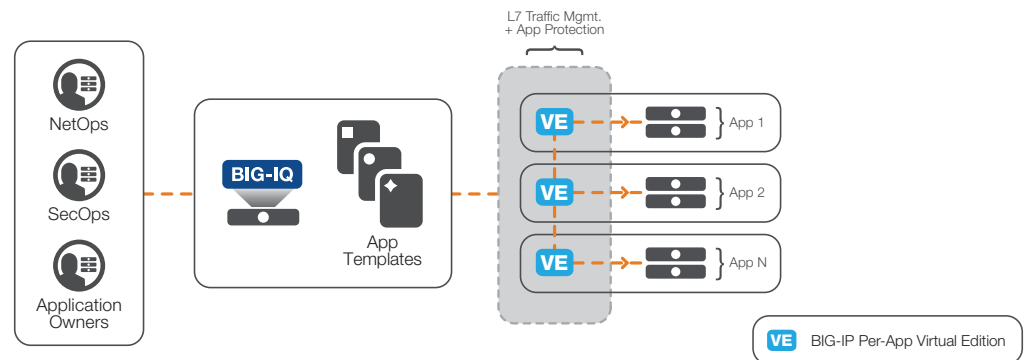 L7 Traffic Mgmt.
+ App Protection
NetOps
SecOps
Application
Owners
BIG-IQ
App
Templates
VE
App 1
VE
App 2
VE
App N
VE BIG-IP Per-App Virtual Edition